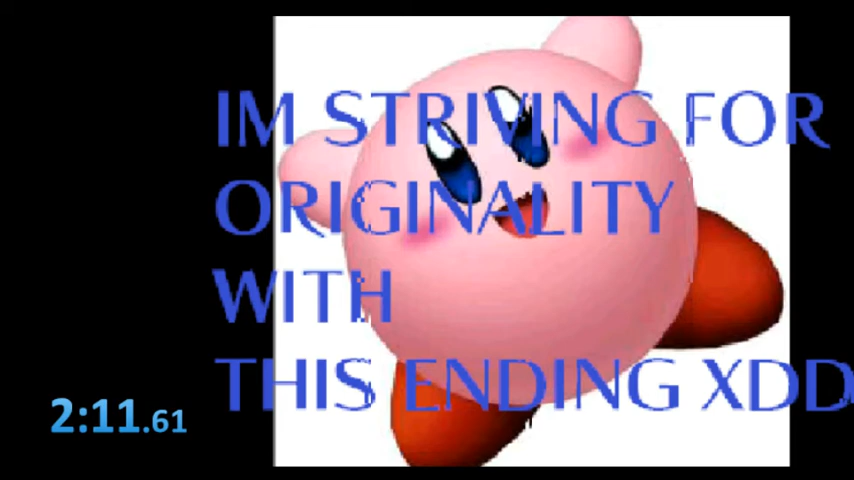 IM STRIVING FOR
ORIGINALITY
WITH
THIS ENDING XDD
2:11.61